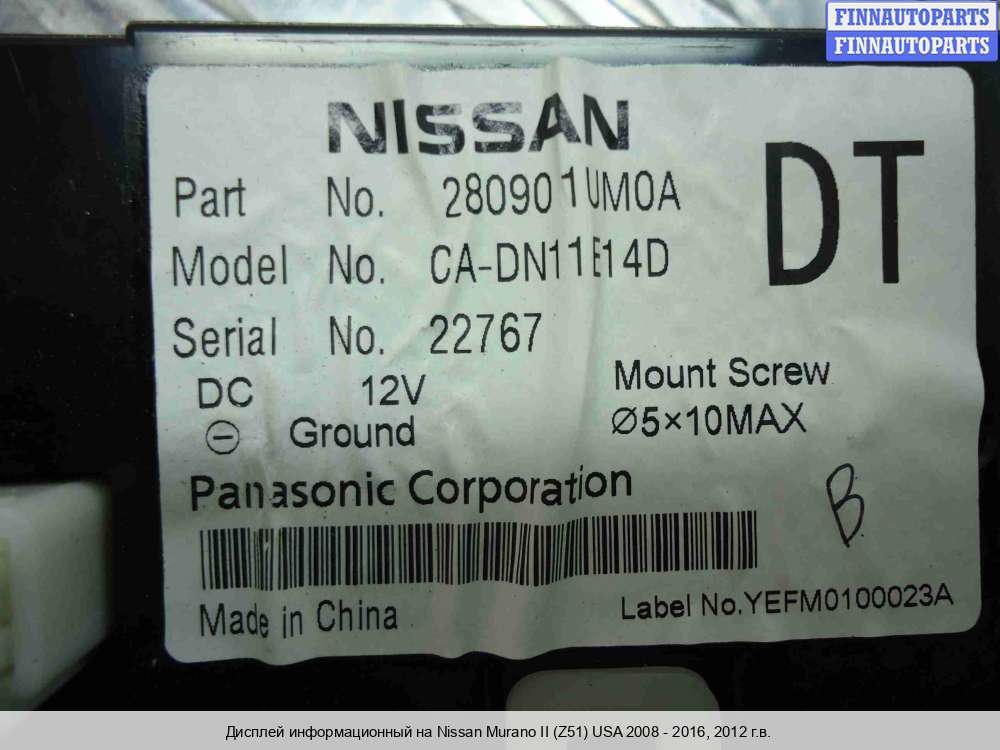 FINNAUTOPARTS
FINNAUTOPARTS
NISSAN
DT
Part No. 280901UM0A
Model No. CA-DN11E14D
Serial No. 22767
DC 12V
Mount Screw
⊖ Ground
Ø5×10MAX
Panasonic Corporation
B
Made in China
Label No.YEFM0100023A
Дисплей информационный на Nissan Murano II (Z51) USA 2008 - 2016, 2012 г.в.